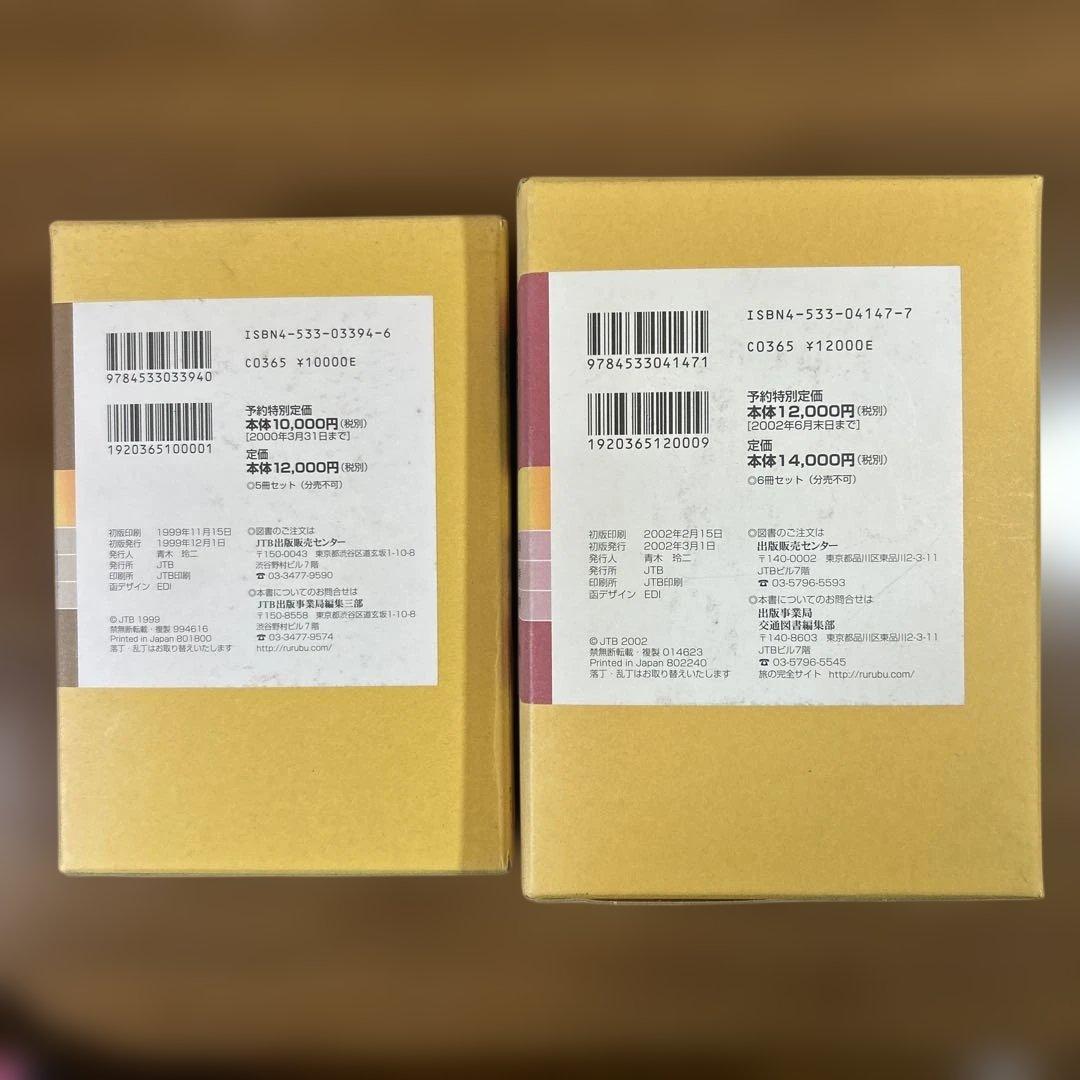 ISBN4-533-03394-6
9784533033940
C0365 ¥10000E
1920365100001
予約特別定価
本体10,000円(税別)
[2000年3月31日まで]
定価
本体12,000円(税別)
◎5冊セット(分売不可)
初版印刷 1999年11月15日
初版発行 1999年12月1日
発行人 青木 玲二
発行所 JTB
印刷所 JTB印刷
函デザイン EDI
©JTB 1999
禁無断転載・複製 994616
Printed in Japan 801800
落丁・乱丁はお取り替えいたします
◎図書のご注文は
JTB出版販売センター
〒150-0043 東京都渋谷区道玄坂1-10-8
渋谷野村ビル7階
☎03-3477-9590
◎本書についてのお問合せは
JTB出版事業局編集三部
〒150-8558 東京都渋谷区道玄坂1-10-8
渋谷野村ビル7階
☎03-3477-9574
http://rurubu.com/
ISBN4-533-04147-7
9784533041471
C0365 ¥12000E
1920365120009
予約特別定価
本体12,000円(税別)
[2002年6月末日まで]
定価
本体14,000円(税別)
◎6冊セット(分売不可)
初版印刷 2002年2月15日
初版発行 2002年3月1日
発行人 青木 玲二
発行所 JTB
印刷所 JTB印刷
函デザイン EDI
©JTB 2002
禁無断転載・複製 014623
Printed in Japan 802240
落丁・乱丁はお取り替えいたします
◎図書のご注文は
出版販売センター
〒140-0002 東京都品川区東品川2-3-11
JTBビル7階
☎03-5796-5593
◎本書についてのお問合せは
出版事業局
交通図書編集部
〒140-8603 東京都品川区東品川2-3-11
JTBビル7階
☎03-5796-5545
旅の完全サイト http://rurubu.com/